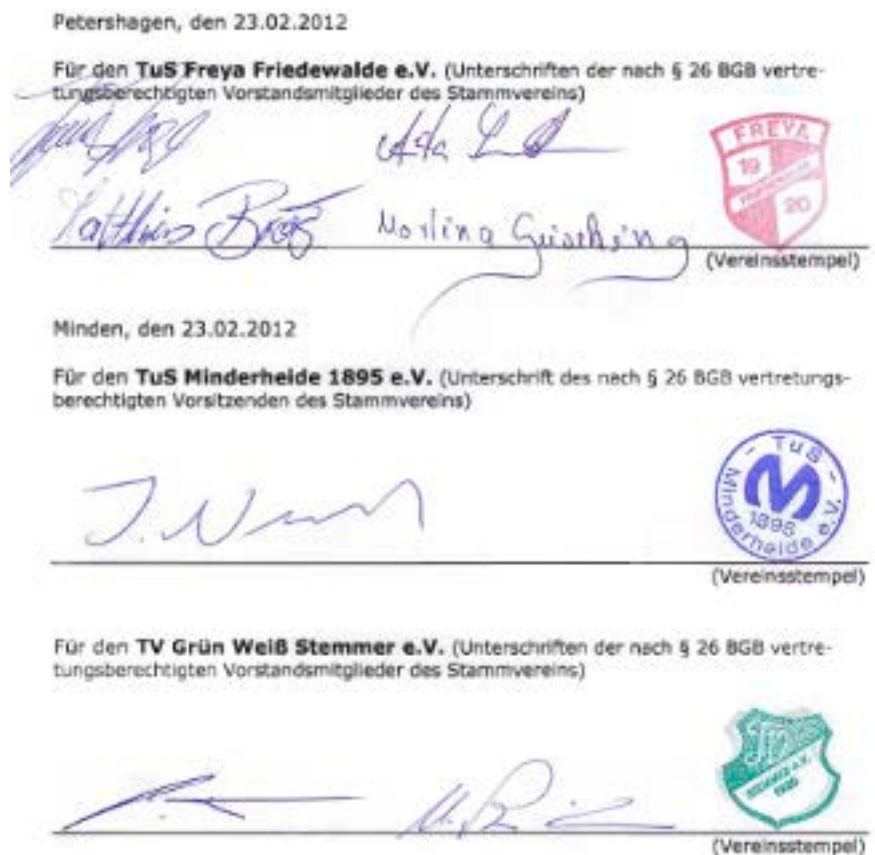 Petershagen, den 23.02.2012
Für den TuS Freya Friedewalde e.V. (Unterschriften der nach § 26 BGB vertre-
tungsberechtigten Vorstandsmitglieder des Stammvereins)
FREYA
19
20
Matthias
(Vereinsstempel)
Minden, den 23.02.2012
Für den TuS Minderheide 1895 e.V. (Unterschrift des nach § 26 BGB vertretungs-
berechtigten Vorsitzenden des Stammvereins)
- TuS -
Minderheide e.V.
M
1895
(Vereinsstempel)
Für den TV Grün Weiß Stemmer e.V. (Unterschriften der nach § 26 BGB vertre-
tungsberechtigten Vorstandsmitglieder des Stammvereins)
(Vereinsstempel)